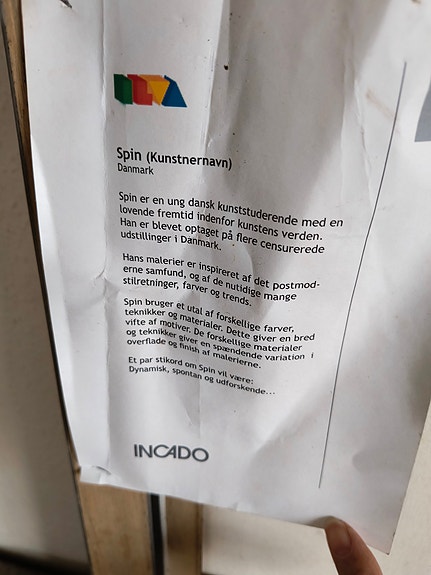 Spin (Kunstnernavn)
Danmark
Spin er en ung dansk kunststuderende med en
lovende fremtid indenfor kunstens verden.
Han er blevet optaget på flere censurerede
udstillinger i Danmark.
Hans malerier er inspireret af det postmod-
erne samfund, og af de nutidige mange
stilretninger, farver og trends.
Spin bruger et utal af forskellige farver,
teknikker og materialer. Dette giver en bred
vifte af motiver. De forskellige materialer
og teknikker giver en spændende variation i
overflade og finish af malerierne.
Et par stikord om Spin vil være:
Dynamisk, spontan og udforskende...
INCADO